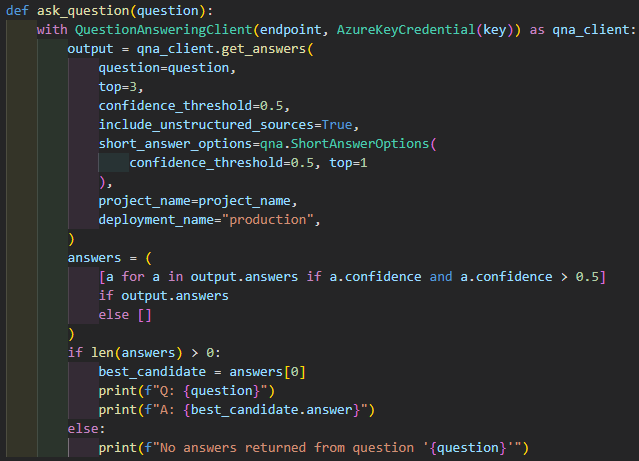 def ask_question(question):
    with QuestionAnsweringClient(endpoint, AzureKeyCredential(key)) as qna_client:
        output = qna_client.get_answers(
            question=question,
            top=3,
            confidence_threshold=0.5,
            include_unstructured_sources=True,
            short_answer_options=qna.ShortAnswerOptions(
                confidence_threshold=0.5, top=1
            ),
            project_name=project_name,
            deployment_name="production",
        )
        answers = (
            [a for a in output.answers if a.confidence and a.confidence > 0.5]
            if output.answers
            else []
        )
        if len(answers) > 0:
            best_candidate = answers[0]
            print(f"Q: {question}")
            print(f"A: {best_candidate.answer}")
        else:
            print(f"No answers returned from question '{question}'")